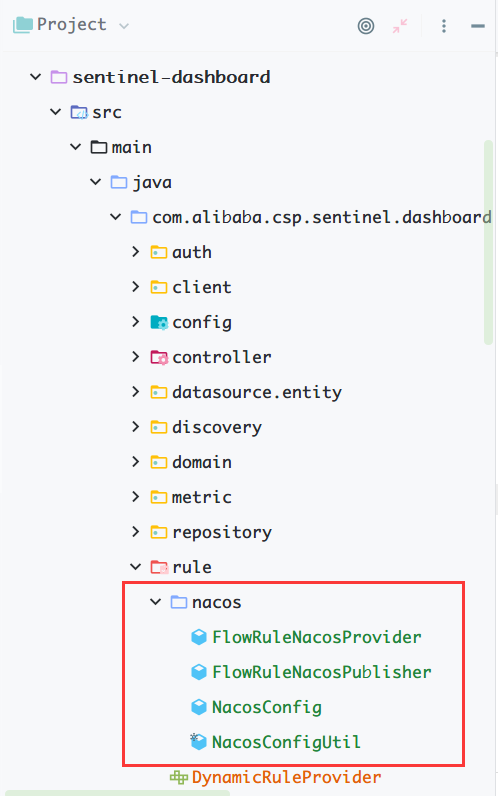 Project
sentinel-dashboard
src
main
java
com.alibaba.csp.sentinel.dashboard
auth
client
config
controller
datasource.entity
discovery
domain
metric
repository
rule
nacos
FlowRuleNacosProvider
FlowRuleNacosPublisher
NacosConfig
NacosConfigUtil
DynamicRuleProvider